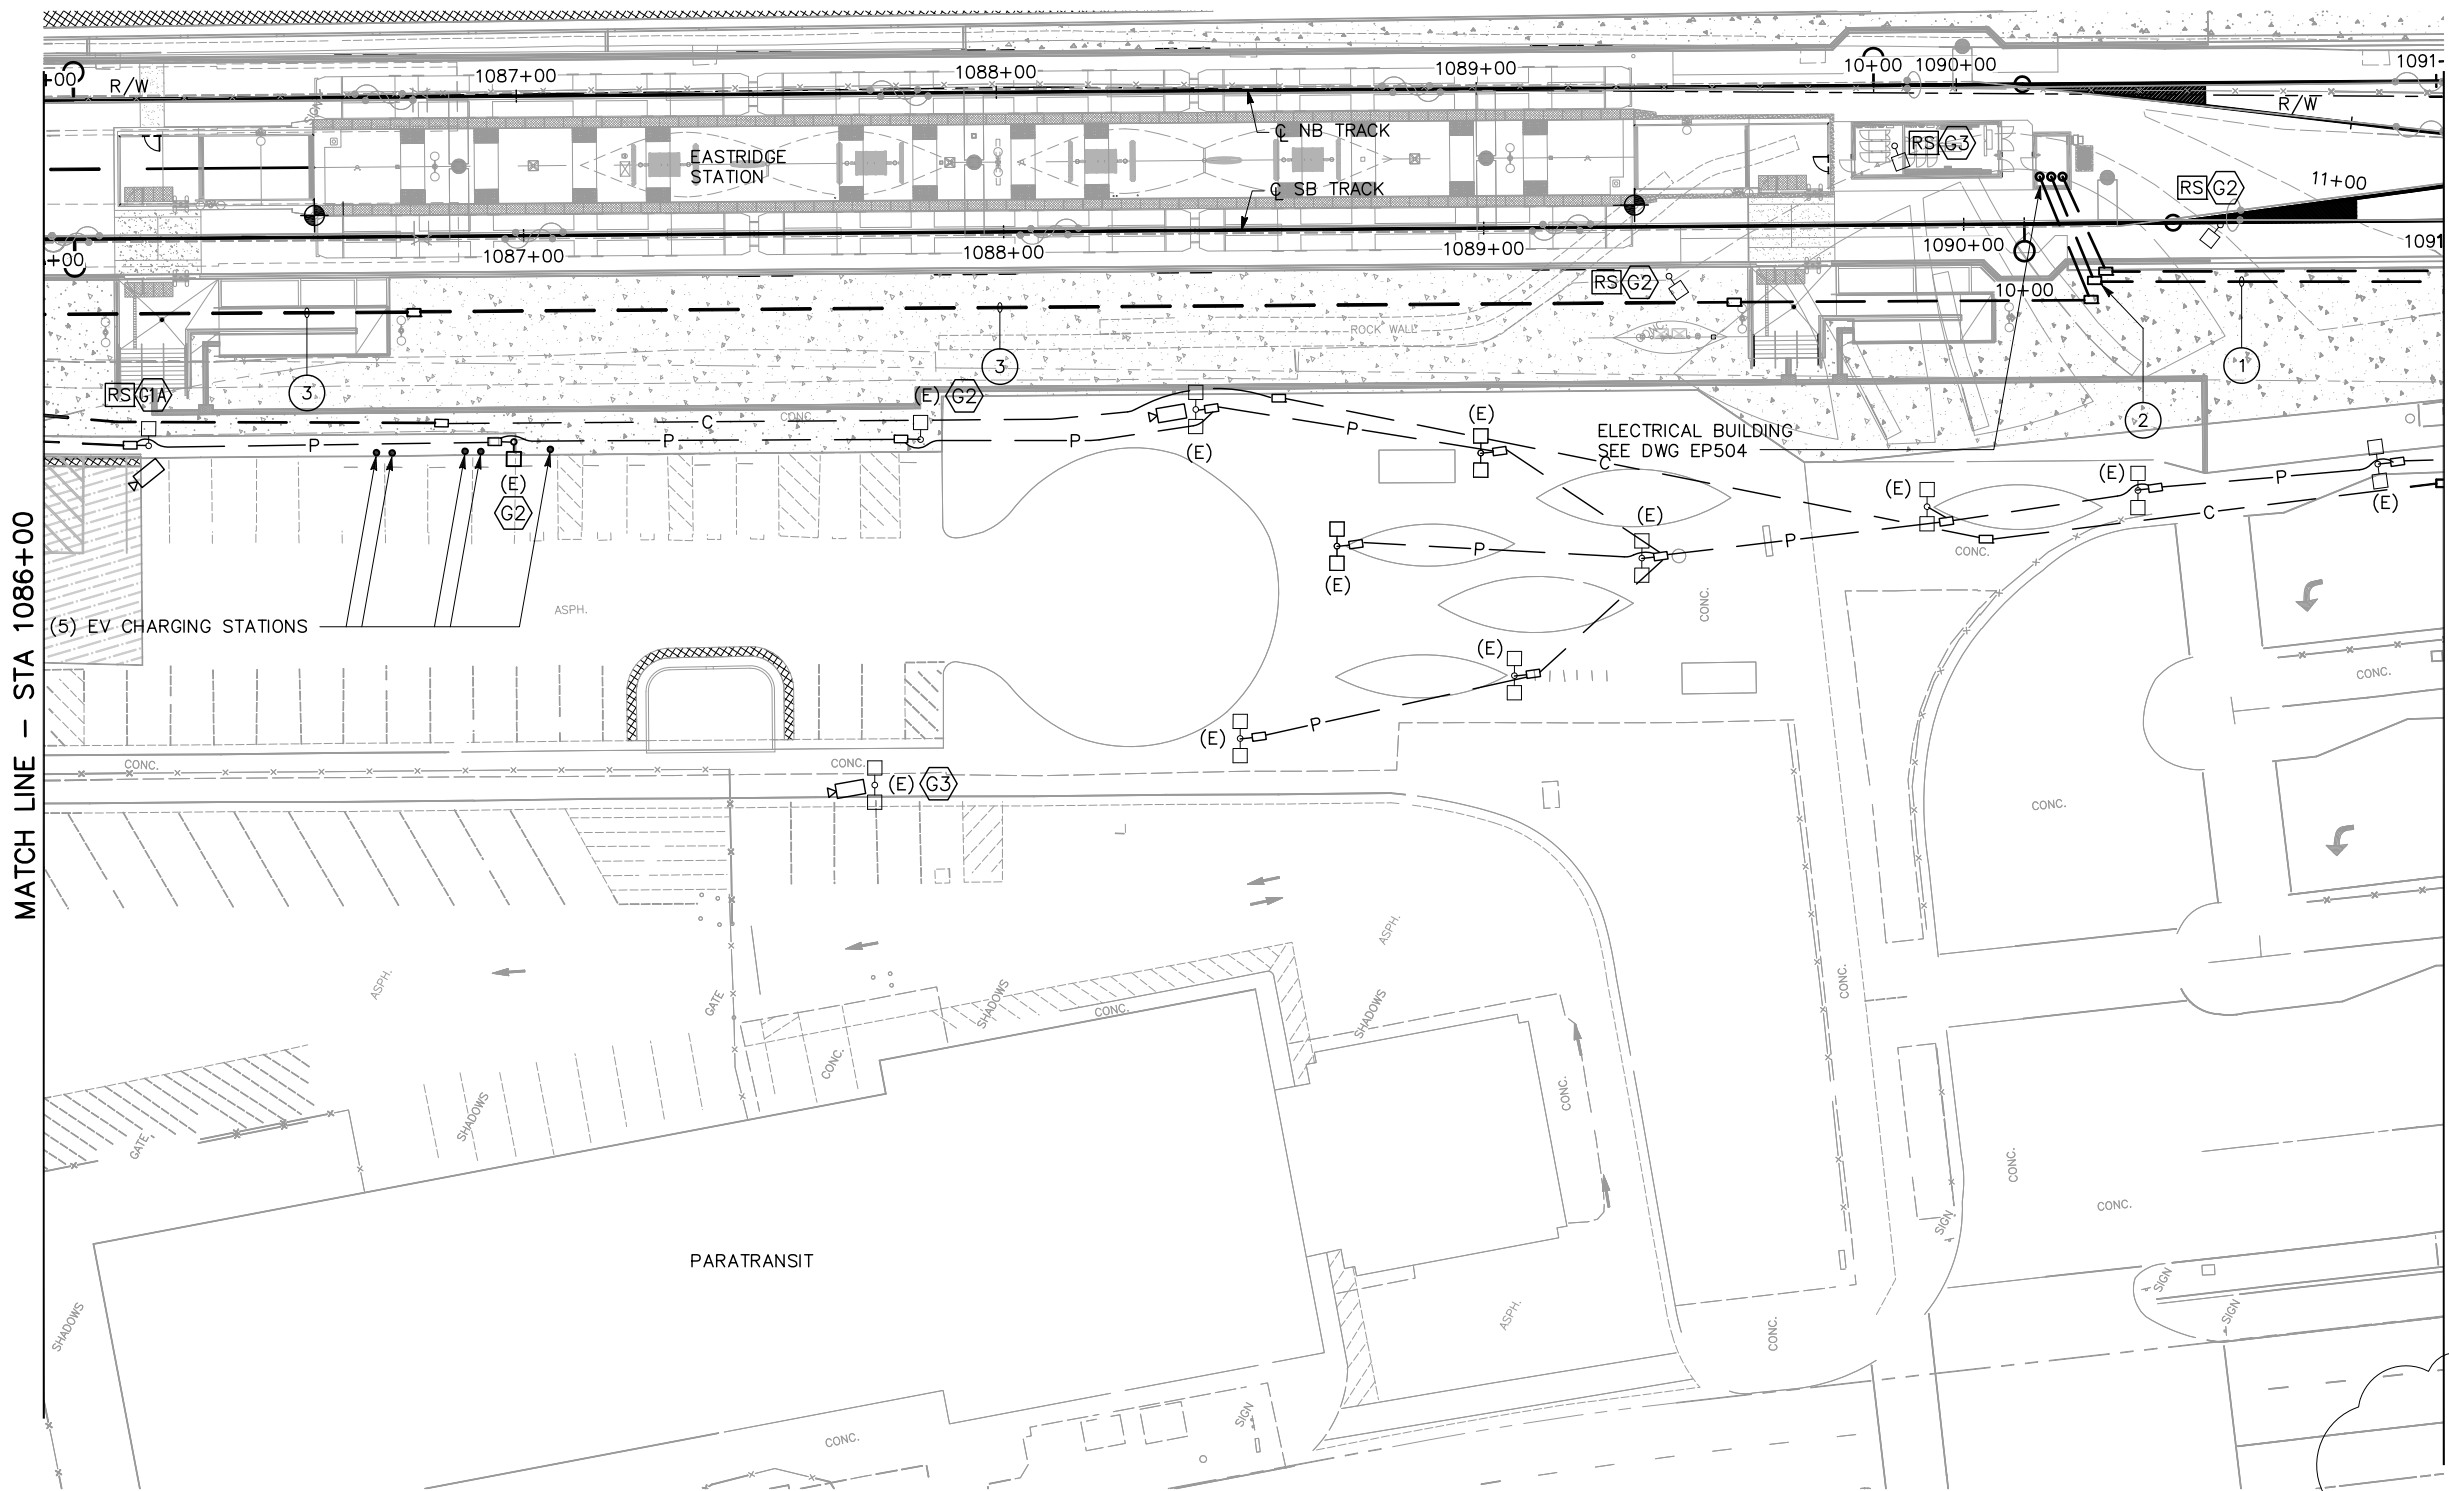 +00
R/W
1087+00
1088+00
1089+00
10+00
1090+00
1091-
R/W
℄ NB TRACK
EASTRIDGE
STATION
℄ SB TRACK
RS
G3
RS
G2
11+00
+00
1087+00
1088+00
1089+00
1090+00
1091
10+00
RS
G2
ROCK WALL
CONC.
3
3
1
2
RS
G1A
(E)
G2
CONC.
C
P
P
P
P
(E)
(E)
ELECTRICAL BUILDING
SEE DWG EP504
C
(E)
G2
(E)
(E)
(E)
(E)
P
C
(E)
P
P
CONC.
(E)
ASPH.
CONC.
(5) EV CHARGING STATIONS
MATCH LINE - STA 1086+00
(E)
(E)
P
CONC.
CONC.
CONC.
(E)
G3
CONC.
ASPH.
ASPH.
GATE
SHADOWS
CONC.
SHADOWS
CONC.
CONC.
CONC.
GATE
SHADOWS
CONC.
CONC.
SIGN
PARATRANSIT
SHADOWS
ASPH.
CONC.
SIGN
SIGN
SIGN
CONC.